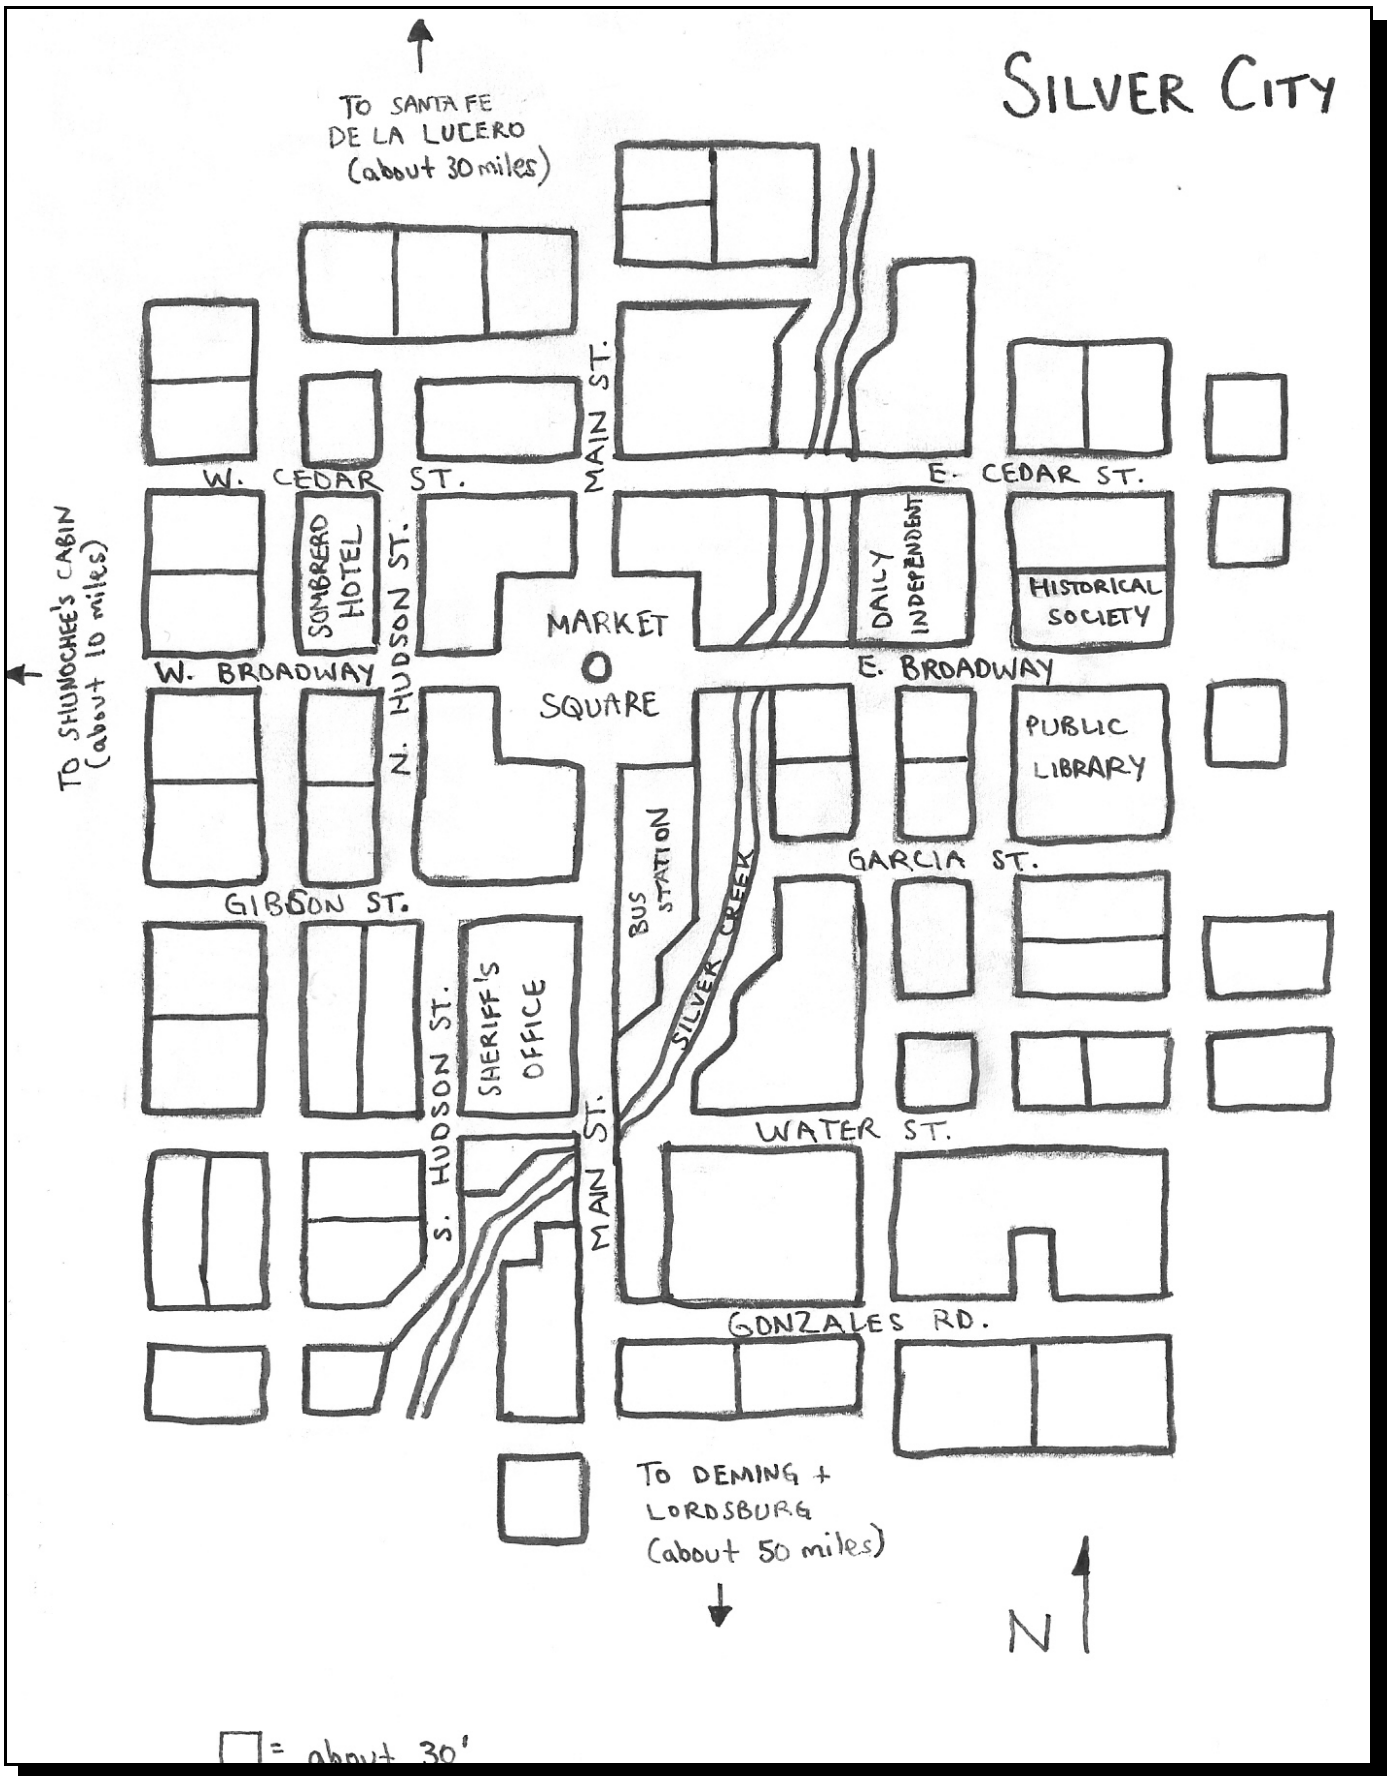 SILVER CITY
TO SANTA FE
DE LA LUCERO
(about 30 miles)
MAIN ST.
W. CEDAR ST.
E. CEDAR ST.
TO SHUNOCHEE'S CABIN
(about 10 miles)
SOMBRERO
HOTEL
N. HUDSON ST.
DAILY
INDEPENDENT
HISTORICAL
SOCIETY
MARKET
SQUARE
W. BROADWAY
E. BROADWAY
PUBLIC
LIBRARY
BUS
STATION
GARCIA ST.
GIBSON ST.
SILVER CREEK
SHERIFF'S
OFFICE
S. HUDSON ST.
MAIN ST.
WATER ST.
GONZALES RD.
TO DEMING +
LORDSBURG
(about 50 miles)
N
= about 30'